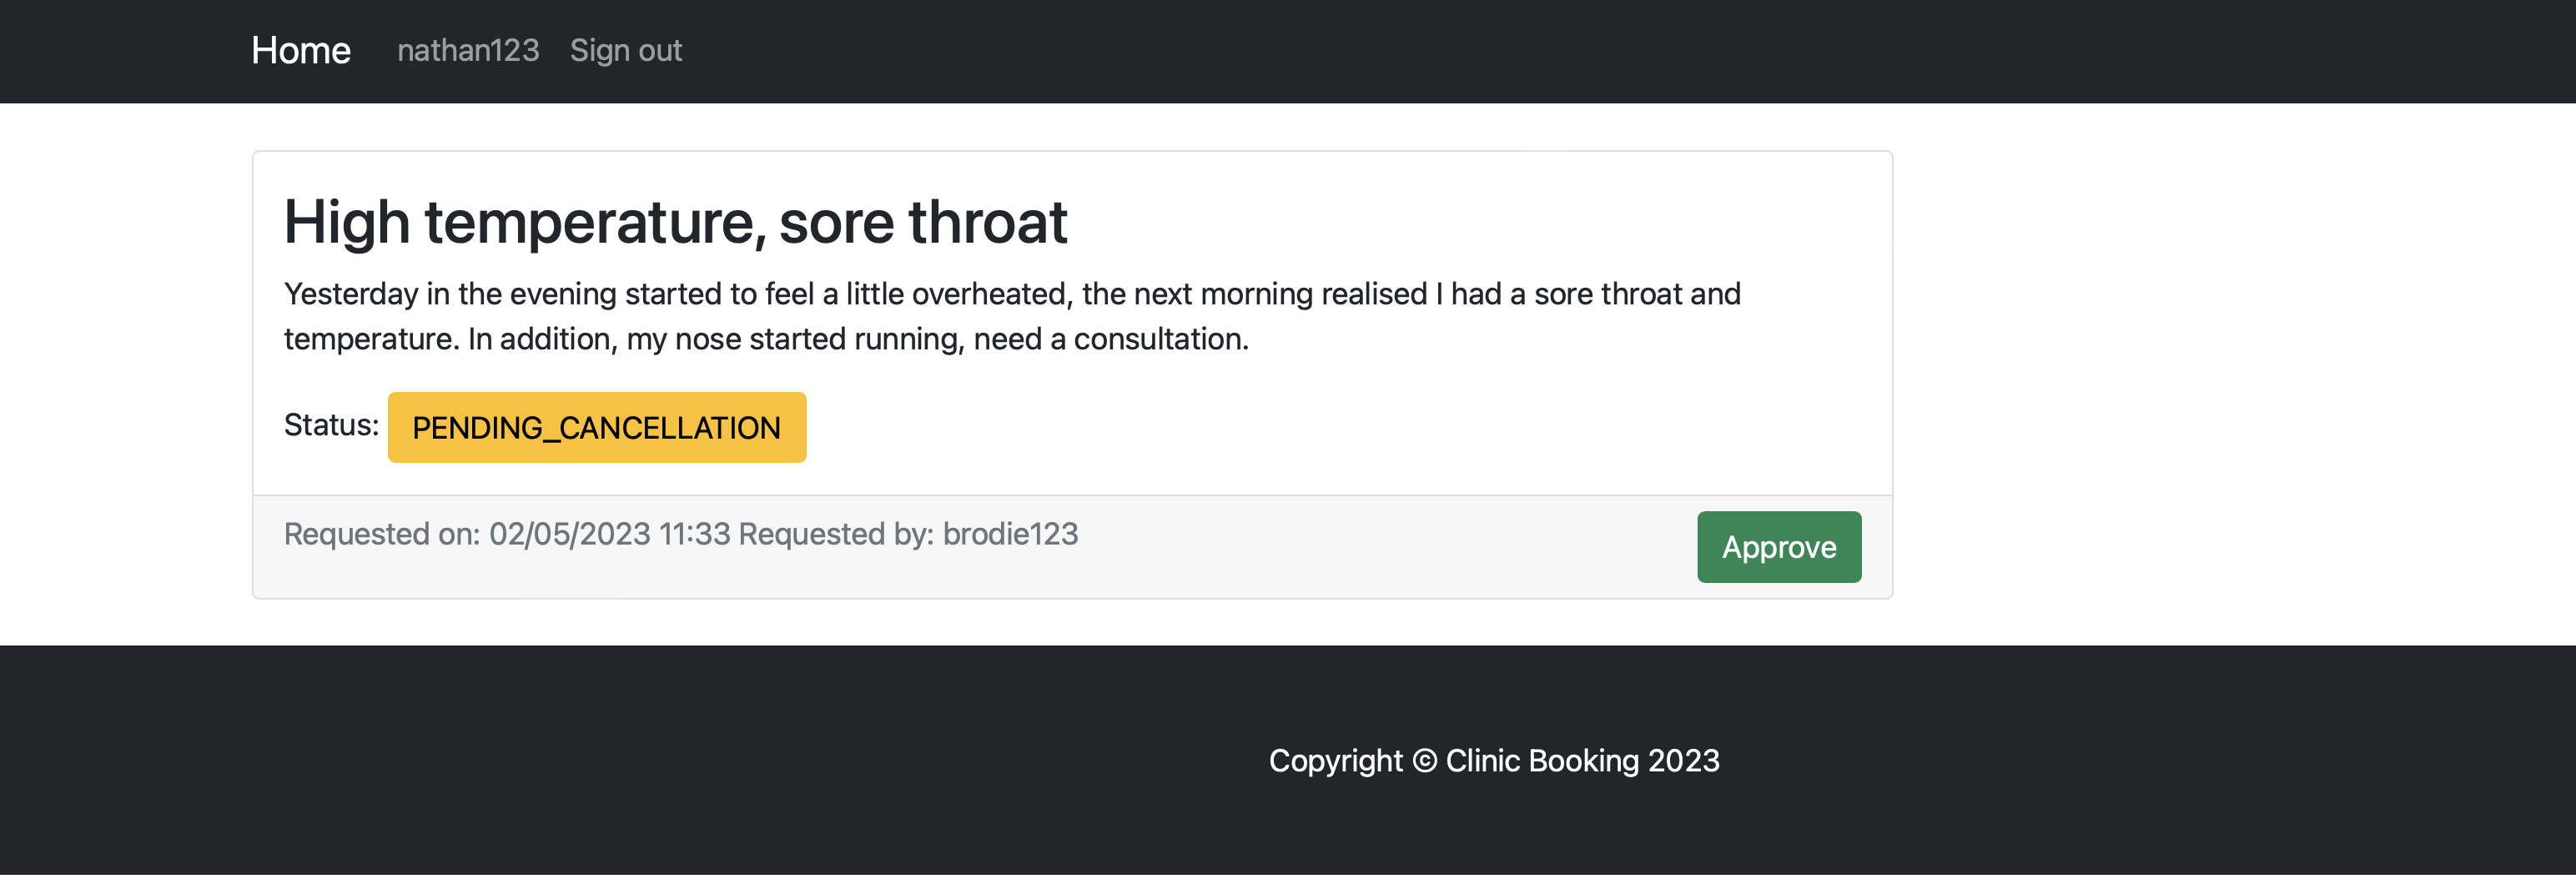 Home nathan123 Sign out
High temperature, sore throat
Yesterday in the evening started to feel a little overheated, the next morning realised I had a sore throat and
temperature. In addition, my nose started running, need a consultation.
Status: PENDING_CANCELLATION
Requested on: 02/05/2023 11:33 Requested by: brodie123
Approve
Copyright © Clinic Booking 2023